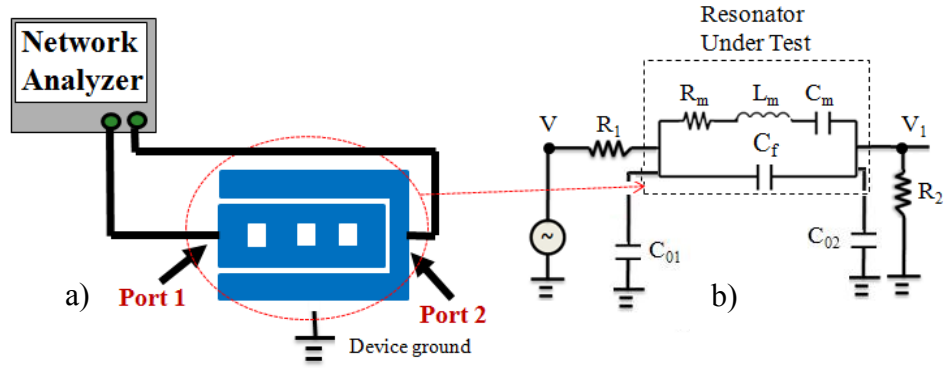 Network
Analyzer
Port 1
Port 2
Device ground
a)
Resonator
Under Test
Rm
Lm
Cm
Cf
V
R1
V1
R2
C01
C02
~
b)